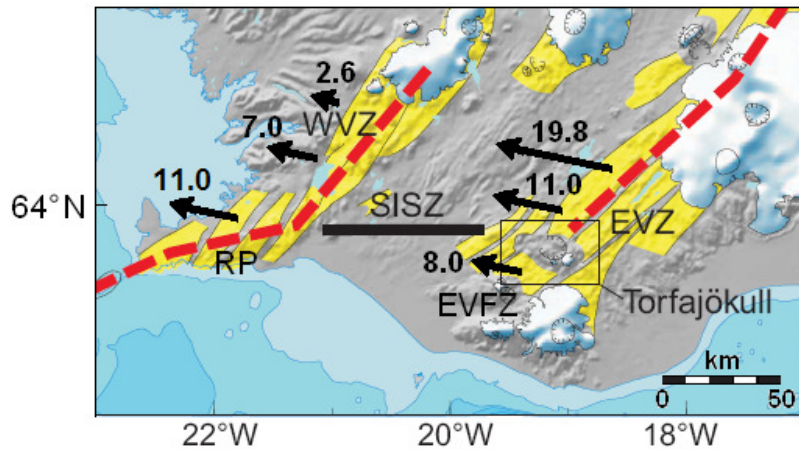 2.6
WVZ
7.0
19.8
11.0
11.0
64°N
SISZ
EVZ
RP
8.0
EVFZ
Torfajökull
km
0 50
22°W 20°W 18°W